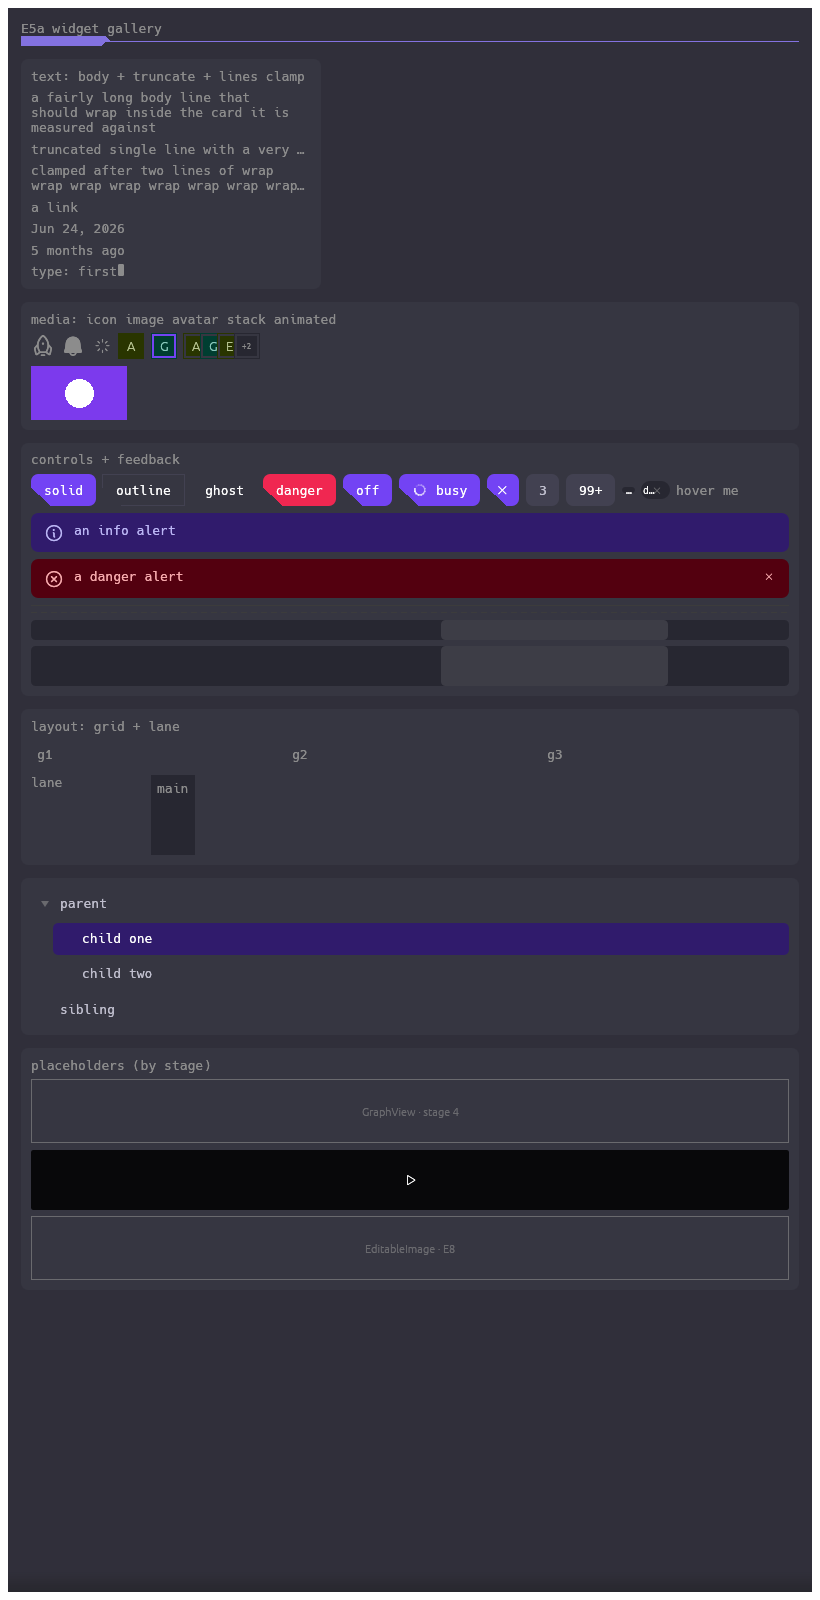 E5a widget gallery
text: body + truncate + lines clamp
a fairly long body line that
should wrap inside the card it is
measured against
truncated single line with a very …
clamped after two lines of wrap
wrap wrap wrap wrap wrap wrap wrap…
a link
Jun 24, 2026
5 months ago
type: first
media: icon image avatar stack animated
A G A G E +2
controls + feedback
solid outline ghost danger off busy × 3 99+ … d… × hover me
an info alert
a danger alert ×
layout: grid + lane
g1 g2 g3
lane main
parent
child one
child two
sibling
placeholders (by stage)
GraphView · stage 4
EditableImage · E8